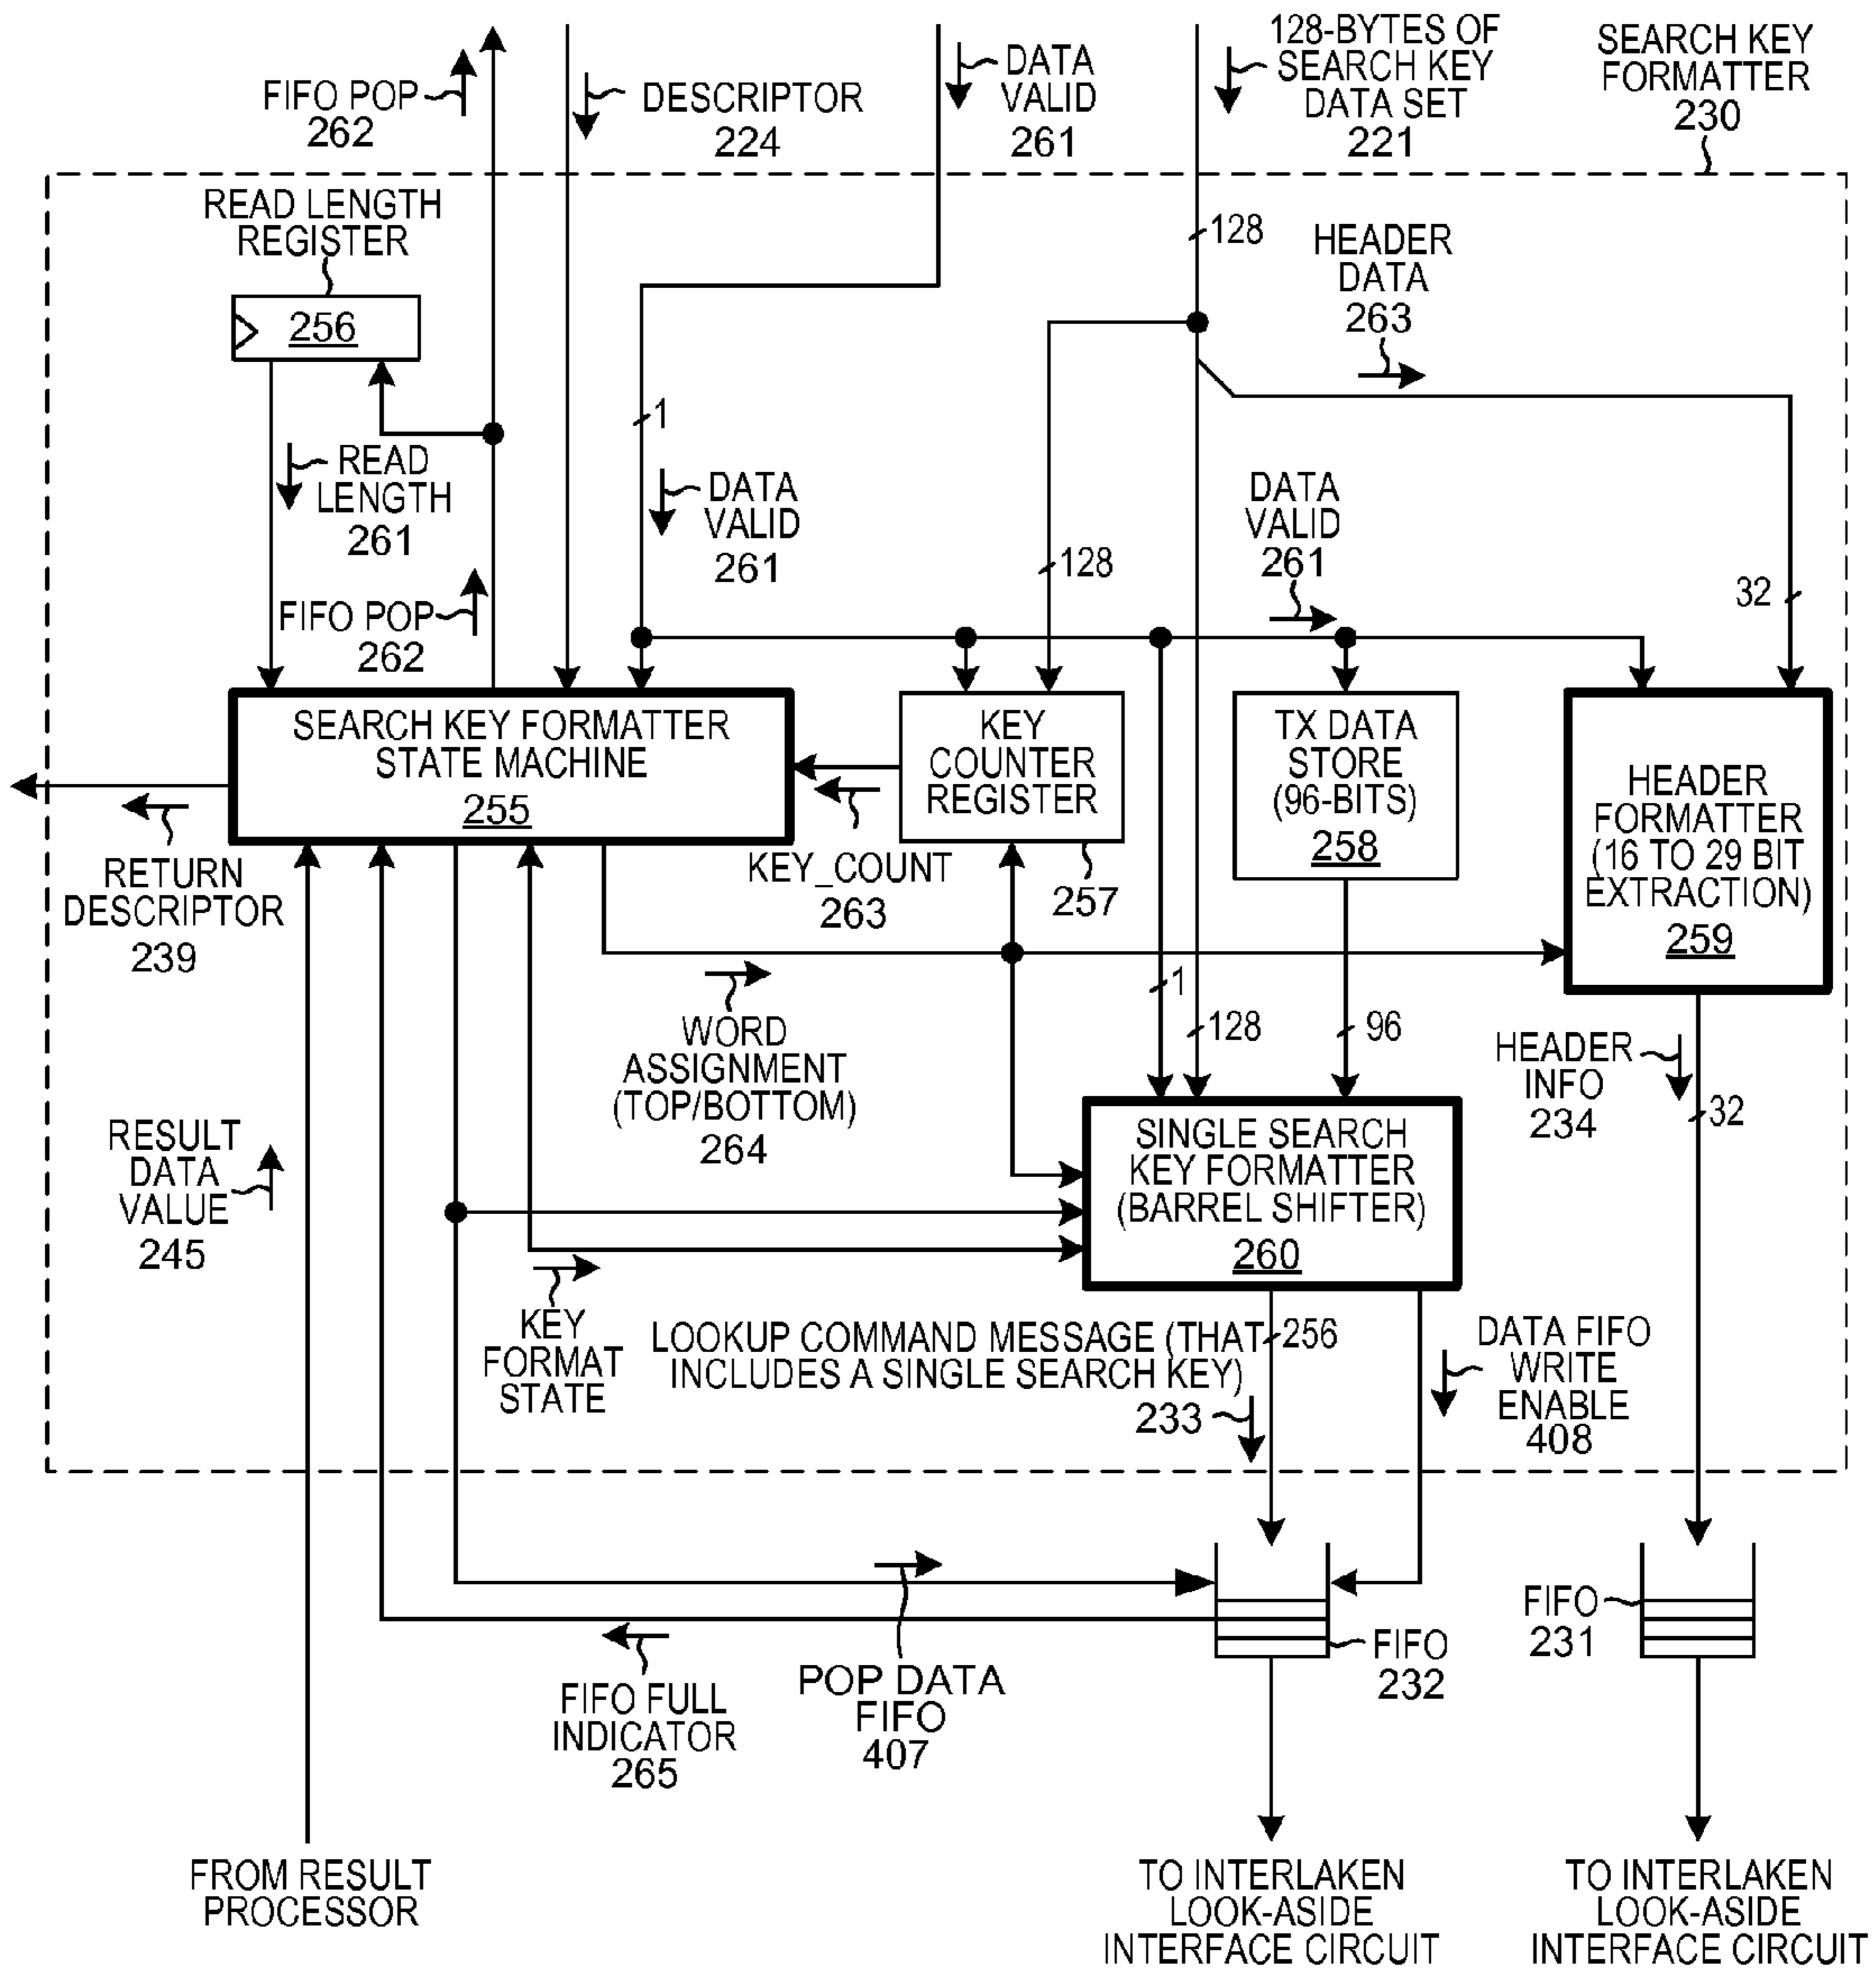 FIFO POP
262
DESCRIPTOR
224
DATA
VALID
261
128-BYTES OF
SEARCH KEY
DATA SET
221
SEARCH KEY
FORMATTER
230
READ LENGTH
REGISTER
256
128
HEADER
DATA
263
1
READ
LENGTH
261
DATA
VALID
261
128
DATA
VALID
261
32
FIFO POP
262
SEARCH KEY FORMATTER
STATE MACHINE
255
KEY
COUNTER
REGISTER
257
TX DATA
STORE
(96-BITS)
258
HEADER
FORMATTER
(16 TO 29 BIT
EXTRACTION)
259
RETURN
DESCRIPTOR
239
KEY_COUNT
263
WORD
ASSIGNMENT
(TOP/BOTTOM)
264
1
128
96
HEADER
INFO
234
32
RESULT
DATA
VALUE
245
SINGLE SEARCH
KEY FORMATTER
(BARREL SHIFTER)
260
KEY
FORMAT
STATE
LOOKUP COMMAND MESSAGE (THAT
INCLUDES A SINGLE SEARCH KEY)
233
256
DATA FIFO
WRITE
ENABLE
408
FIFO FULL
INDICATOR
265
POP DATA
FIFO
407
FIFO
232
FIFO
231
FROM RESULT
PROCESSOR
TO INTERLAKEN
LOOK-ASIDE
INTERFACE CIRCUIT
TO INTERLAKEN
LOOK-ASIDE
INTERFACE CIRCUIT